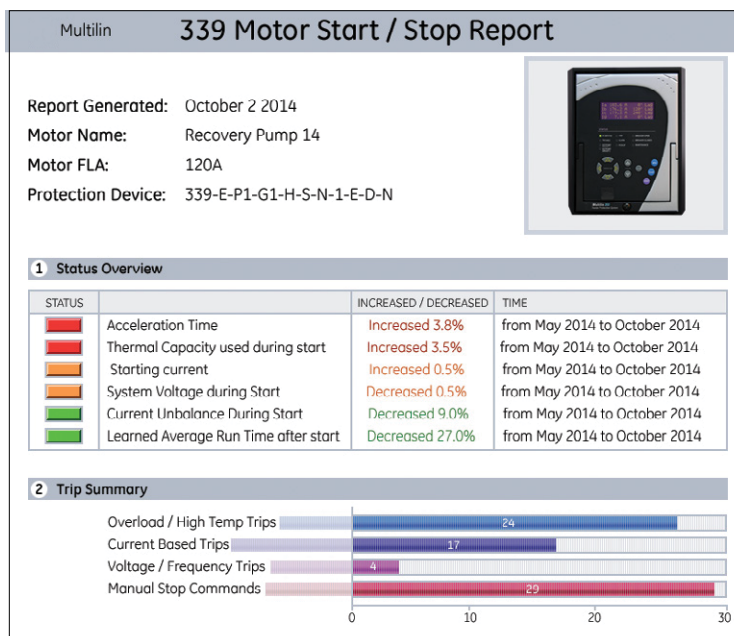 Multilin
339 Motor Start / Stop Report
Report Generated: October 2 2014
Motor Name: Recovery Pump 14
Motor FLA: 120A
Protection Device: 339-E-P1-G1-H-S-N-1-E-D-N
1 Status Overview
STATUS INCREASED / DECREASED TIME
Acceleration Time Increased 3.8% from May 2014 to October 2014
Thermal Capacity used during start Increased 3.5% from May 2014 to October 2014
Starting current Increased 0.5% from May 2014 to October 2014
System Voltage during Start Decreased 0.5% from May 2014 to October 2014
Current Unbalance During Start Decreased 9.0% from May 2014 to October 2014
Learned Average Run Time after start Decreased 27.0% from May 2014 to October 2014
2 Trip Summary
Overload / High Temp Trips 24
Current Based Trips 17
Voltage / Frequency Trips 4
Manual Stop Commands 29
0 10 20 30